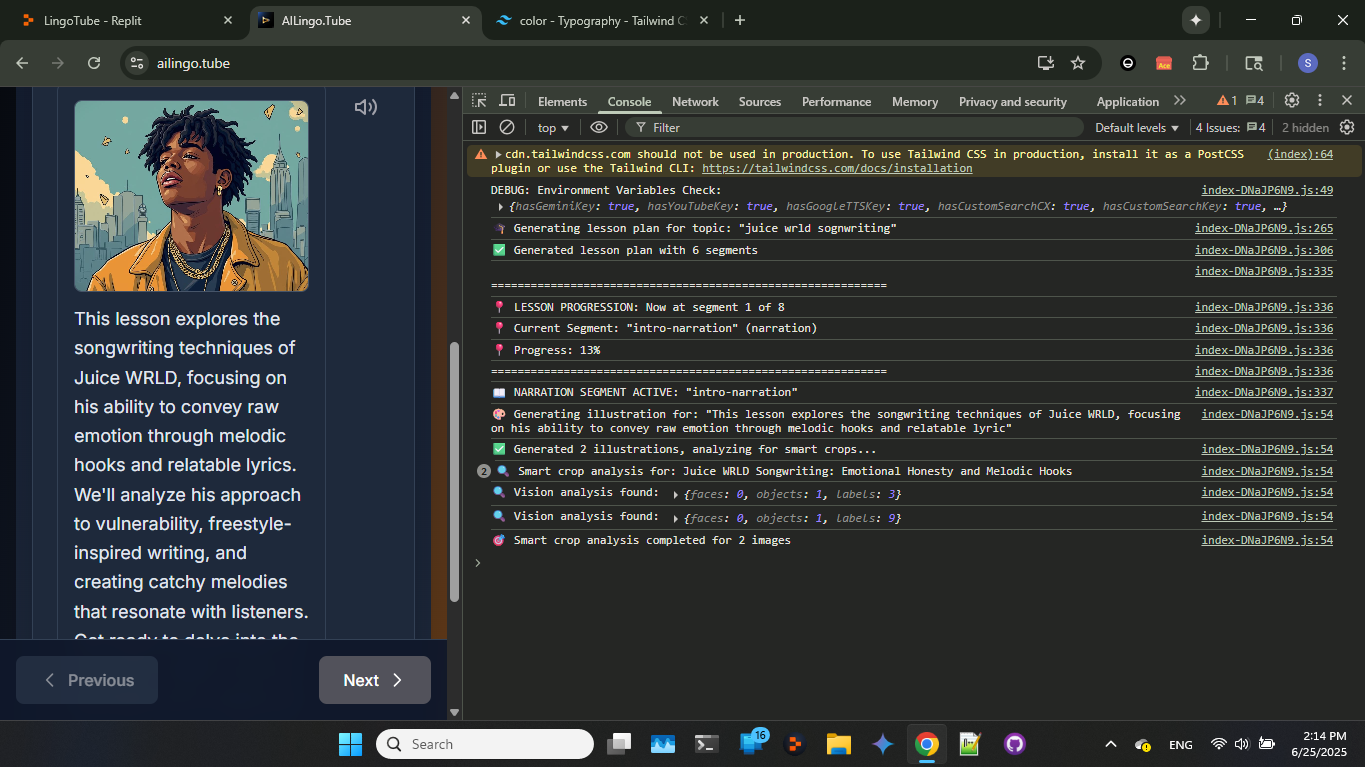 LingoTube - Replit
AILingo.Tube
color - Typography - Tailwind C
ailingo.tube
Ace
S
Elements
Console
Network
Sources
Performance
Memory
Privacy and security
Application
1
4
top
Filter
Default levels
4 Issues:
4
2 hidden
cdn.tailwindcss.com should not be used in production. To use Tailwind CSS in production, install it as a PostCSS (index):64
plugin or use the Tailwind CLI: https://tailwindcss.com/docs/installation
DEBUG: Environment Variables Check: index-DNaJP6N9.js:49
{hasGeminiKey: true, hasYouTubeKey: true, hasGoogleTTSKey: true, hasCustomSearchCX: true, hasCustomSearchKey: true, …}
Generating lesson plan for topic: "juice wrld sognwriting" index-DNaJP6N9.js:265
Generated lesson plan with 6 segments index-DNaJP6N9.js:306
index-DNaJP6N9.js:335
============================================================
LESSON PROGRESSION: Now at segment 1 of 8 index-DNaJP6N9.js:336
Current Segment: "intro-narration" (narration) index-DNaJP6N9.js:336
Progress: 13% index-DNaJP6N9.js:336
============================================================ index-DNaJP6N9.js:336
NARRATION SEGMENT ACTIVE: "intro-narration" index-DNaJP6N9.js:337
Generating illustration for: "This lesson explores the songwriting techniques of Juice WRLD, focusing index-DNaJP6N9.js:54
on his ability to convey raw emotion through melodic hooks and relatable lyric"
Generated 2 illustrations, analyzing for smart crops... index-DNaJP6N9.js:54
2 Smart crop analysis for: Juice WRLD Songwriting: Emotional Honesty and Melodic Hooks index-DNaJP6N9.js:54
Vision analysis found: {faces: 0, objects: 1, labels: 3} index-DNaJP6N9.js:54
Vision analysis found: {faces: 0, objects: 1, labels: 9} index-DNaJP6N9.js:54
Smart crop analysis completed for 2 images index-DNaJP6N9.js:54
This lesson explores the
songwriting techniques of
Juice WRLD, focusing on
his ability to convey raw
emotion through melodic
hooks and relatable lyrics.
We'll analyze his approach
to vulnerability, freestyle-
inspired writing, and
creating catchy melodies
that resonate with listeners.
Get ready to delve into the
Previous
Next
Search
16
ENG
2:14 PM
6/25/2025